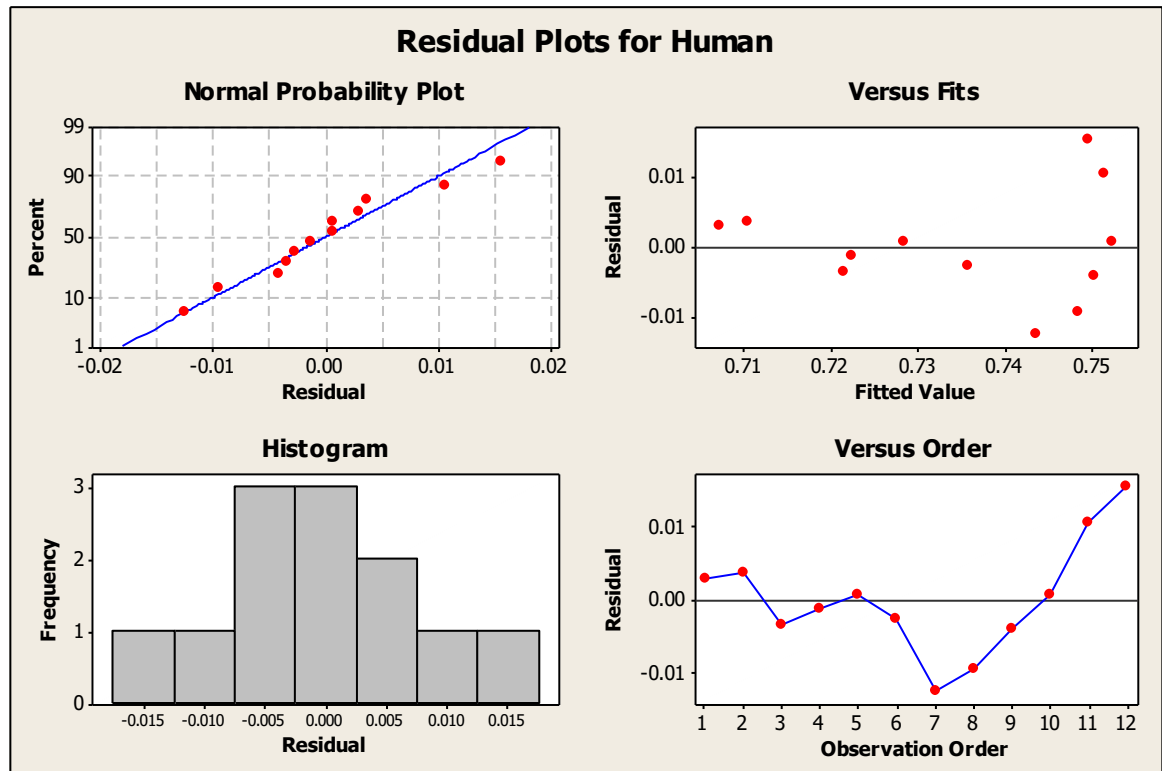 Residual Plots for Human
Normal Probability Plot
Percent
99
90
50
10
1
-0.02 -0.01 0.00 0.01 0.02
Residual
Versus Fits
Residual
0.01
0.00
-0.01
0.71 0.72 0.73 0.74 0.75
Fitted Value
Histogram
Frequency
3
2
1
0
-0.015 -0.010 -0.005 0.000 0.005 0.010 0.015
Residual
Versus Order
Residual
0.01
0.00
-0.01
1 2 3 4 5 6 7 8 9 10 11 12
Observation Order